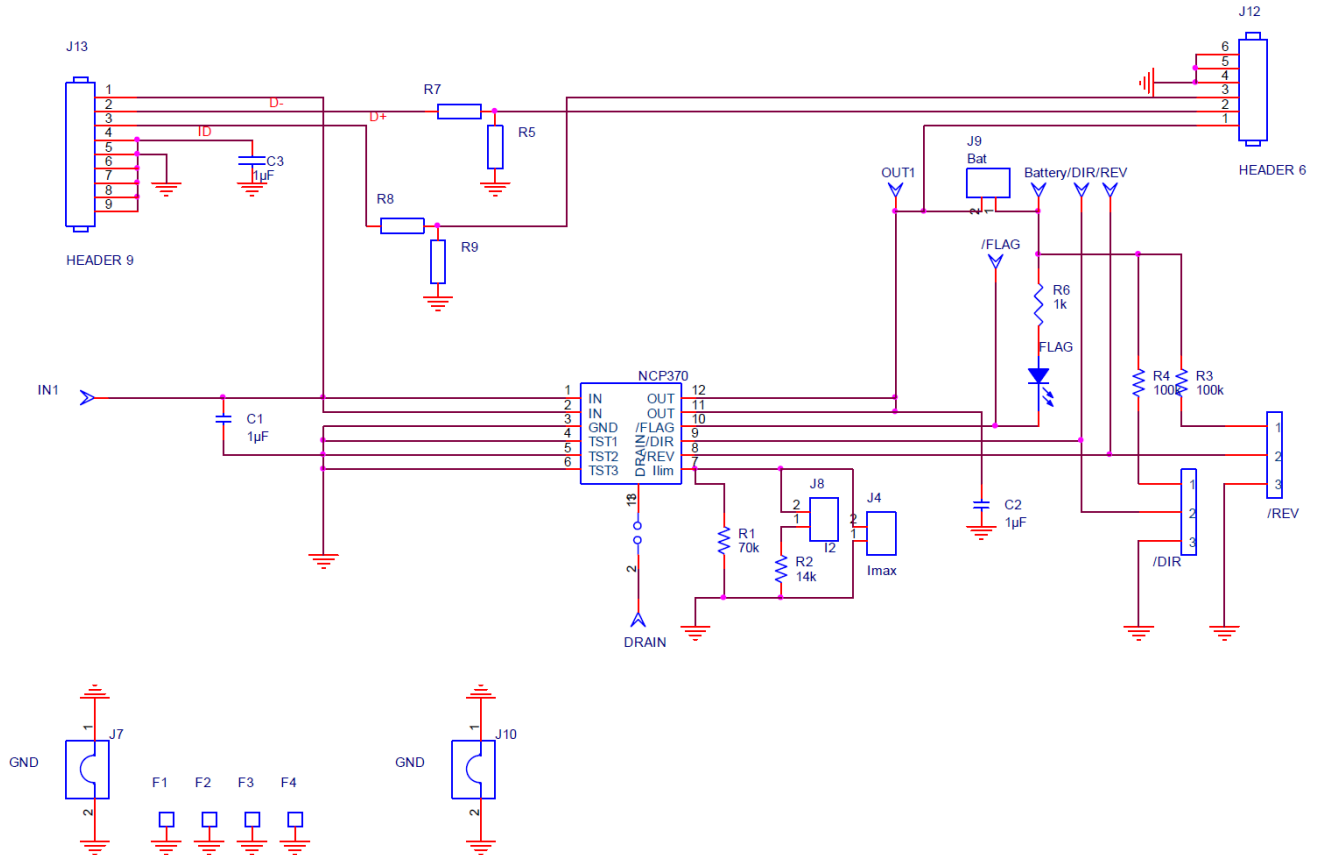 J12
J13
6
5
4
3
2
1
HEADER 6
1
2
3
4
5
6
7
8
9
D-
D+
ID
HEADER 9
C3
1µF
R7
R5
R8
R9
J9
Bat
2
1
OUT1
Battery/DIR/REV
/FLAG
R6
1k
FLAG
R4
100k
R3
100k
IN1
C1
1µF
NCP370
1 IN OUT 12
2 IN OUT 11
3 GND /FLAG 10
4 TST1 /DIR 9
5 TST2 /REV 8
6 TST3 Ilim 7
DRAIN
13
2
DRAIN
R1
70k
J8
2
1
I2
R2
14k
J4
2
1
Imax
C2
1µF
1
2
3
/REV
1
2
3
/DIR
GND
J7
1
2
F1
F2
F3
F4
GND
J10
1
2